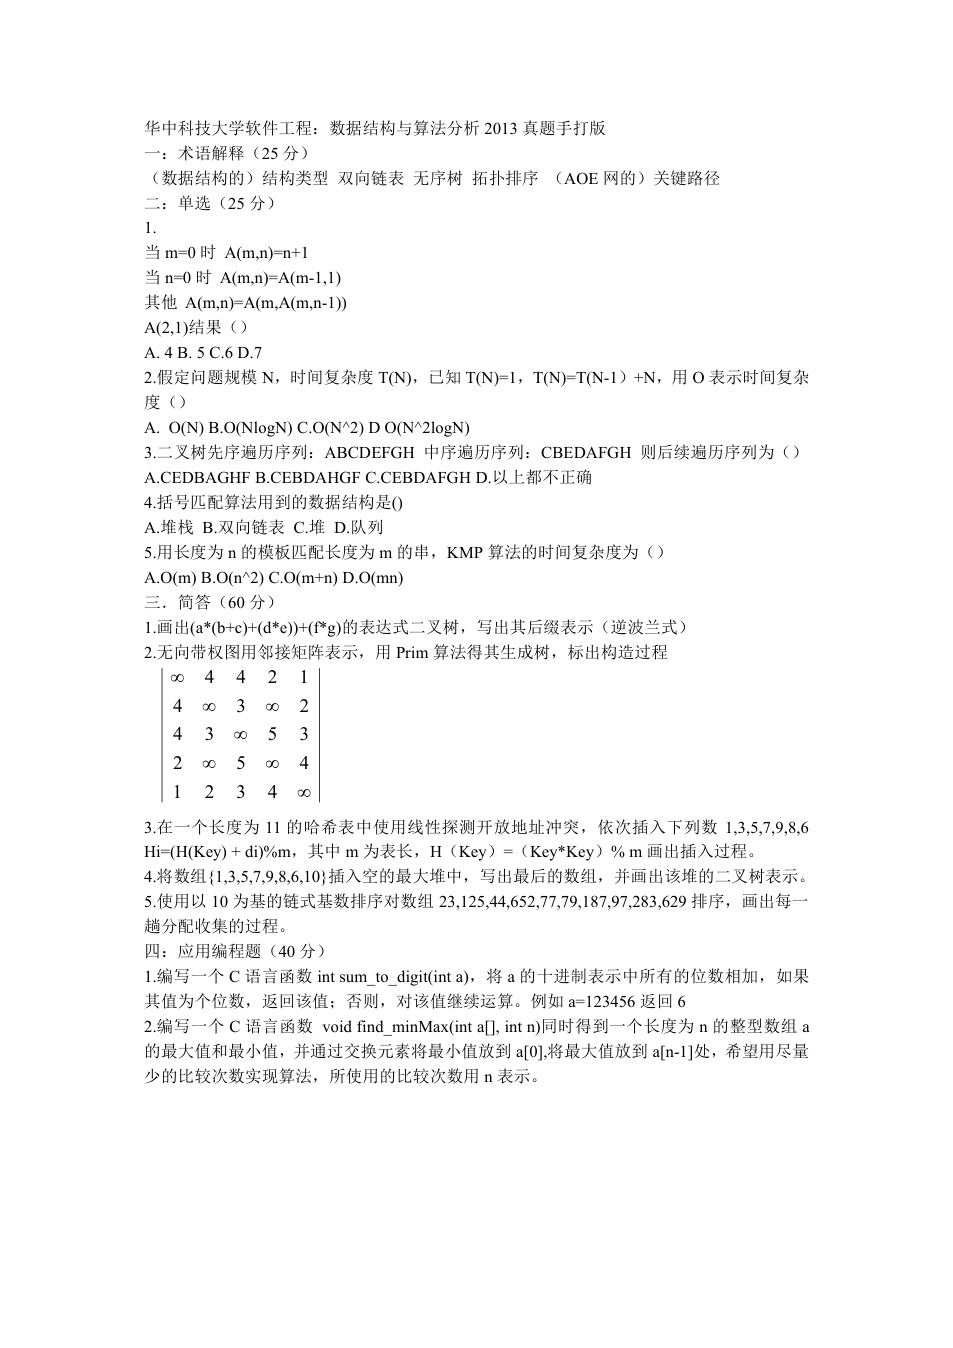 华中科技大学软件工程：数据结构与算法分析 2013 真题手打版
一：术语解释（25 分）
（数据结构的）结构类型 双向链表 无序树 拓扑排序 （AOE 网的）关键路径
二：单选（25 分）
1.
当 m=0 时 A(m,n)=n+1
当 n=0 时 A(m,n)=A(m-1,1)
其他 A(m,n)=A(m,A(m,n-1))
A(2,1)结果（）
A. 4 B. 5 C.6 D.7
2.假定问题规模 N，时间复杂度 T(N)，已知 T(N)=1，T(N)=T(N-1）+N，用 O 表示时间复杂
度（）
A. O(N) B.O(NlogN) C.O(N^2) D O(N^2logN)
3.二叉树先序遍历序列：ABCDEFGH 中序遍历序列：CBEDAFGH 则后续遍历序列为（）
A.CEDBAGHF B.CEBDAHGF C.CEBDAFGH D.以上都不正确
4.括号匹配算法用到的数据结构是()
A.堆栈 B.双向链表 C.堆 D.队列
5.用长度为 n 的模板匹配长度为 m 的串，KMP 算法的时间复杂度为（）
A.O(m) B.O(n^2) C.O(m+n) D.O(mn)
三．简答（60 分）
1.画出(a*(b+c)+(d*e))+(f*g)的表达式二叉树，写出其后缀表示（逆波兰式）
2.无向带权图用邻接矩阵表示，用 Prim 算法得其生成树，标出构造过程
∞ 4 4 2 1
4 ∞ 3 ∞ 2
4 3 ∞ 5 3
2 ∞ 5 ∞ 4
1 2 3 4 ∞
3.在一个长度为 11 的哈希表中使用线性探测开放地址冲突，依次插入下列数 1,3,5,7,9,8,6
Hi=(H(Key) + di)%m，其中 m 为表长，H（Key）=（Key*Key）% m 画出插入过程。
4.将数组{1,3,5,7,9,8,6,10}插入空的最大堆中，写出最后的数组，并画出该堆的二叉树表示。
5.使用以 10 为基的链式基数排序对数组 23,125,44,652,77,79,187,97,283,629 排序，画出每一
趟分配收集的过程。
四：应用编程题（40 分）
1.编写一个 C 语言函数 int sum_to_digit(int a)，将 a 的十进制表示中所有的位数相加，如果
其值为个位数，返回该值；否则，对该值继续运算。例如 a=123456 返回 6
2.编写一个 C 语言函数 void find_minMax(int a[], int n)同时得到一个长度为 n 的整型数组 a
的最大值和最小值，并通过交换元素将最小值放到 a[0],将最大值放到 a[n-1]处，希望用尽量
少的比较次数实现算法，所使用的比较次数用 n 表示。